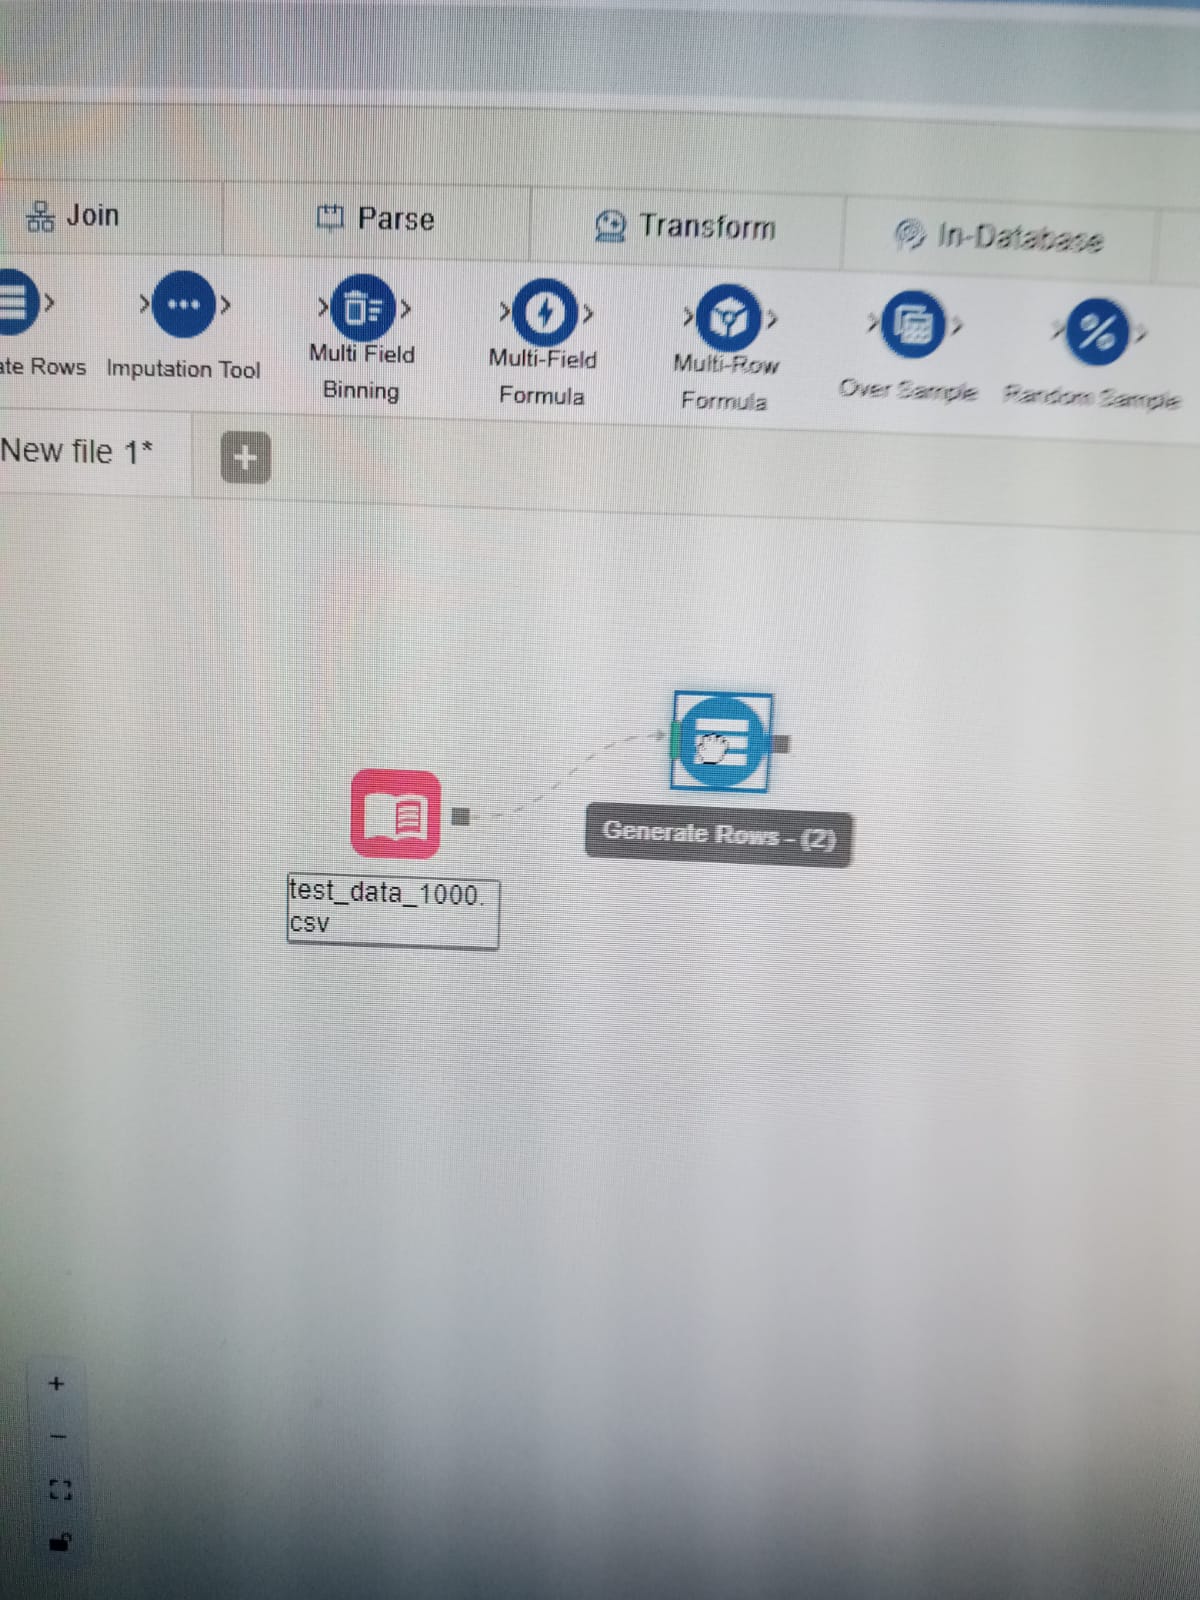 Join
Parse
Transform
In-Database
ate Rows
Imputation Tool
Multi Field
Binning
Multi-Field
Formula
Multi-Row
Formula
Over Sample
Random Sample
New file 1*
Generate Rows - (2)
test_data_1000.
csv